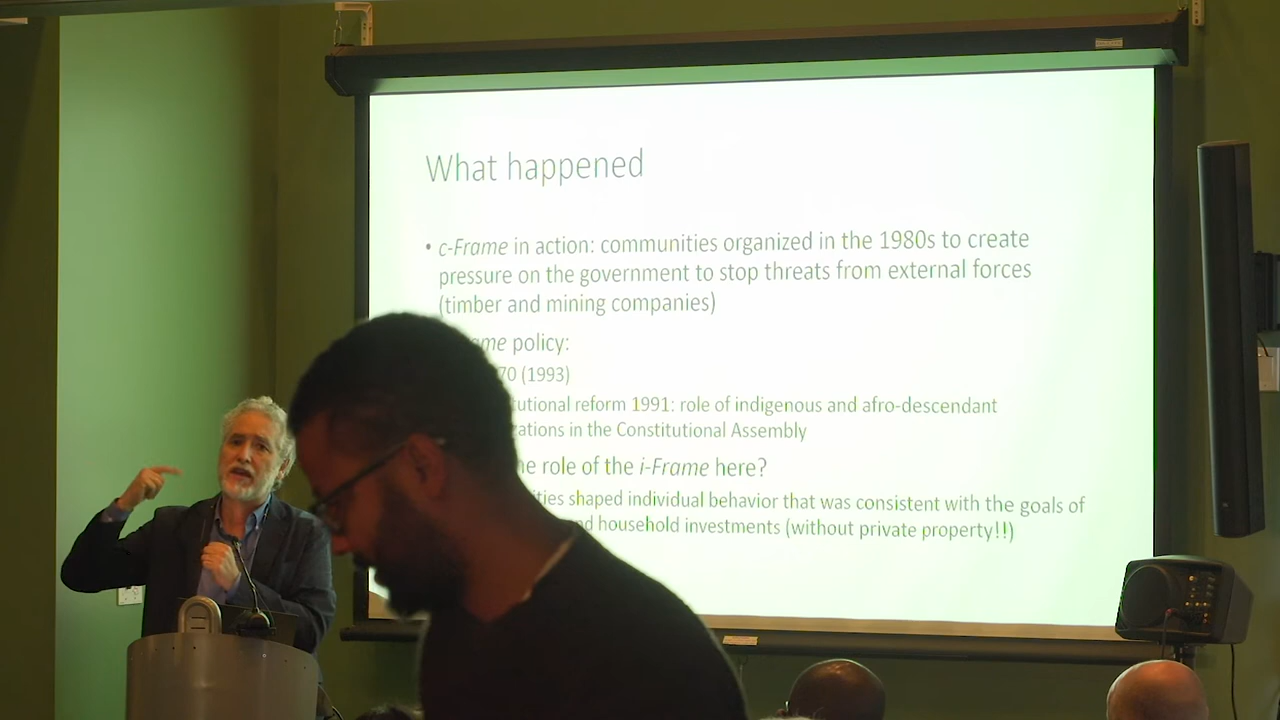 What happened
• c-Frame in action: communities organized in the 1980s to create
pressure on the government to stop threats from external forces
(timber and mining companies)
policy:
70 (1993)
1991: role of indigenous and afro-descendant
in the Constitutional Assembly
role of the i-Frame here?
shaped individual behavior that was consistent with the goals of
household investments (without private property!!)